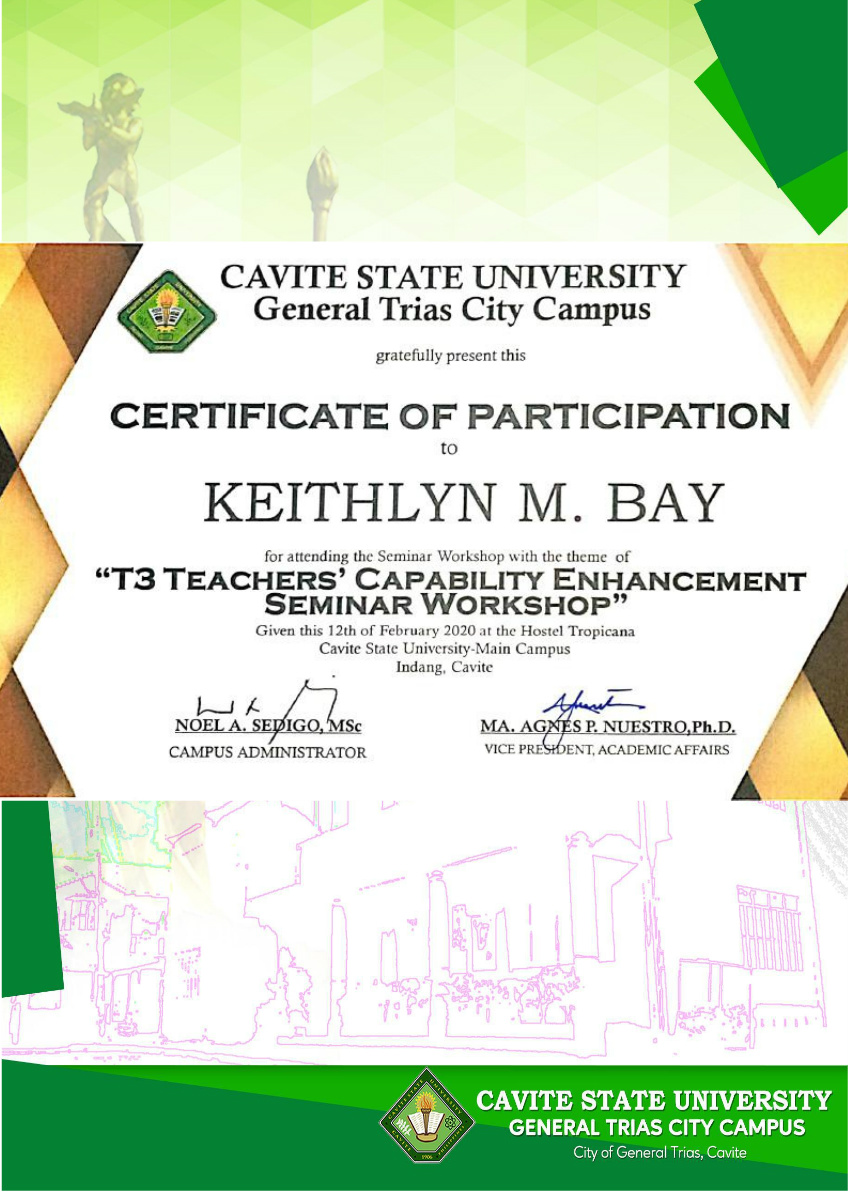 CAVITE STATE UNIVERSITY
General Trias City Campus
gratefully present this
CERTIFICATE OF PARTICIPATION
to
KEITHLYN M. BAY
for attending the Seminar Workshop with the theme of
“T3 TEACHERS’ CAPABILITY ENHANCEMENT
SEMINAR WORKSHOP”
Given this 12th of February 2020 at the Hostel Tropicana
Cavite State University-Main Campus
Indang, Cavite
NOEL A. SEDIGO, MSc
CAMPUS ADMINISTRATOR
MA. AGNES P. NUESTRO,Ph.D.
VICE PRESIDENT, ACADEMIC AFFAIRS
CAVITE STATE UNIVERSITY
GENERAL TRIAS CITY CAMPUS
City of General Trias, Cavite
1906